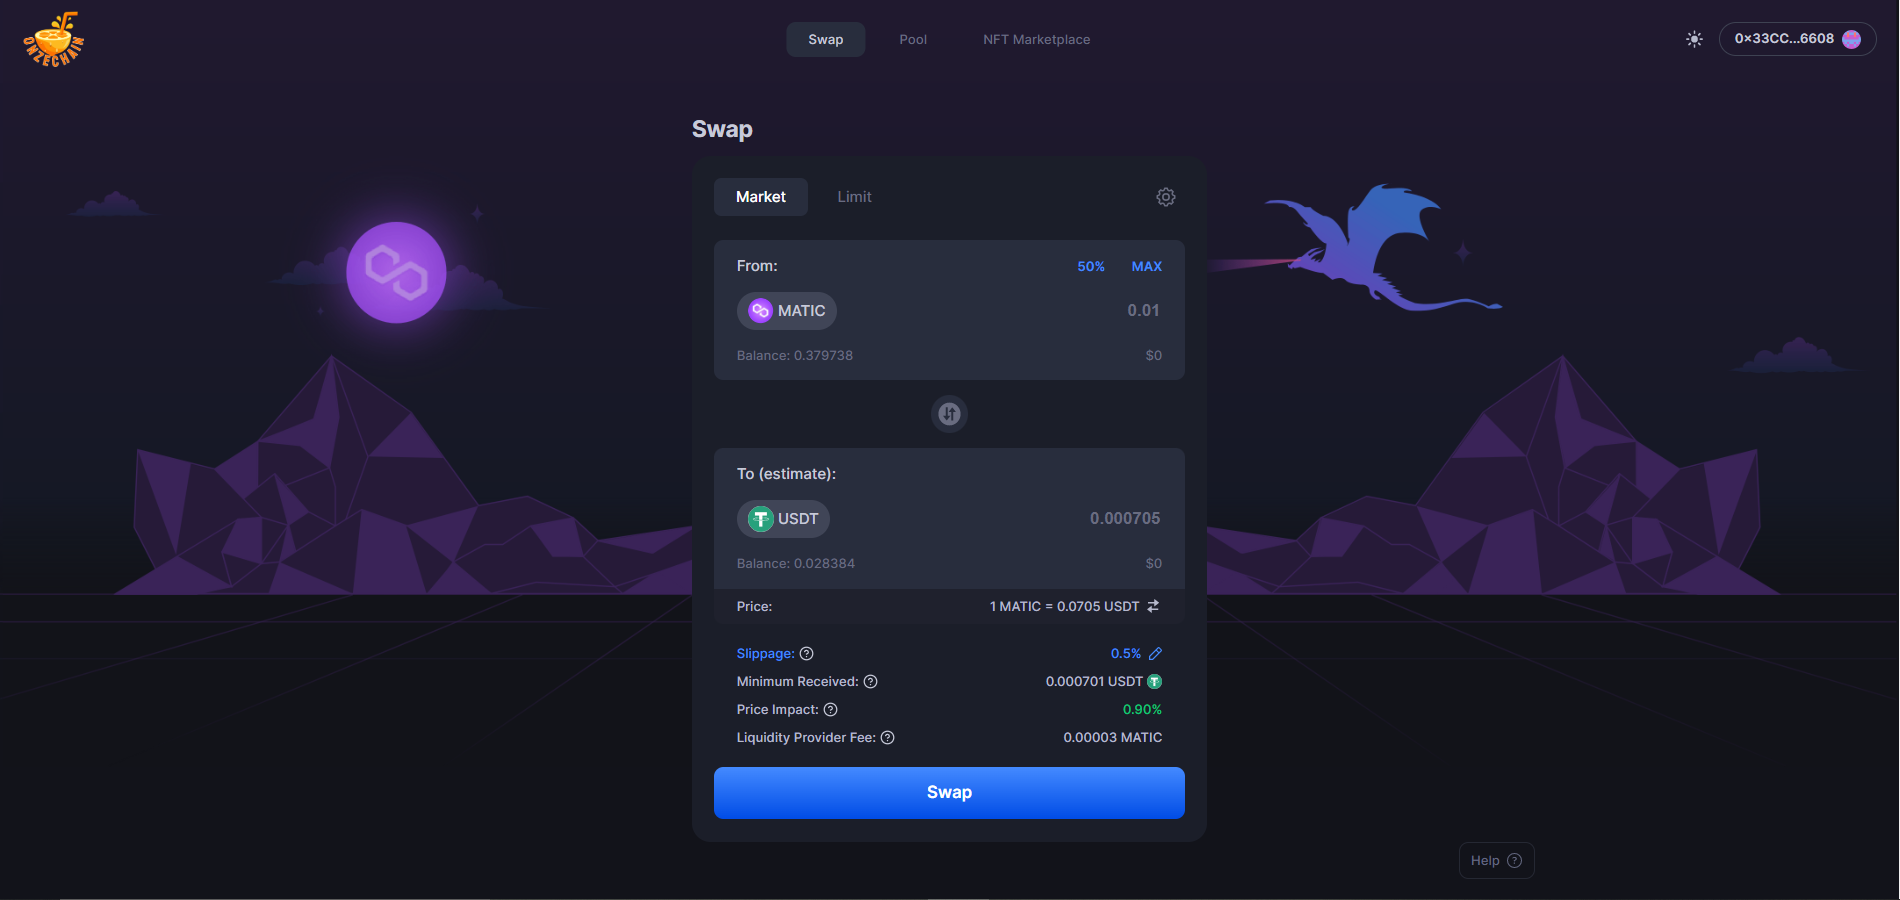 ONZECHAIN
Swap
Pool
NFT Marketplace
0x33CC...6608
Swap
Market
Limit
From:
50%
MAX
MATIC
0.01
Balance: 0.379738
$0
To (estimate):
USDT
0.000705
Balance: 0.028384
$0
Price:
1 MATIC = 0.0705 USDT
Slippage:
0.5%
Minimum Received:
0.000701 USDT
Price Impact:
0.90%
Liquidity Provider Fee:
0.00003 MATIC
Swap
Help